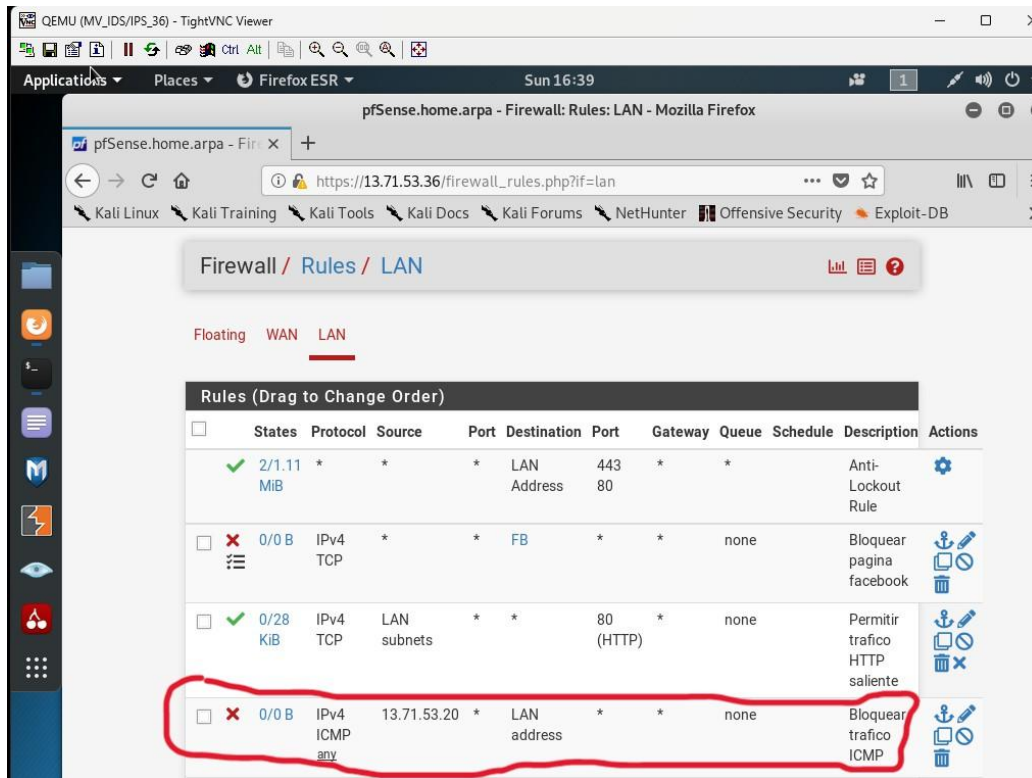 QEMU (MV_IDS/IPS_36) - TightVNC Viewer
Ctrl Alt
Applications Places Firefox ESR Sun 16:39 1
pfSense.home.arpa - Firewall: Rules: LAN - Mozilla Firefox
pfSense.home.arpa - Fir
https://13.71.53.36/firewall_rules.php?if=lan
Kali Linux Kali Training Kali Tools Kali Docs Kali Forums NetHunter Offensive Security Exploit-DB
Firewall / Rules / LAN
Floating WAN LAN
Rules (Drag to Change Order)
States Protocol Source Port Destination Port Gateway Queue Schedule Description Actions
2/1.11 * * * LAN 443 * * Anti-
MiB Address 80 Lockout
Rule
0/0 B IPv4 * * FB * * none Bloquear
TCP pagina
facebook
0/28 IPv4 LAN * * 80 * none Permitir
KiB TCP subnets (HTTP) trafico
HTTP
saliente
0/0 B IPv4 13.71.53.20 * LAN * * none Bloquear
ICMP address trafico
any ICMP